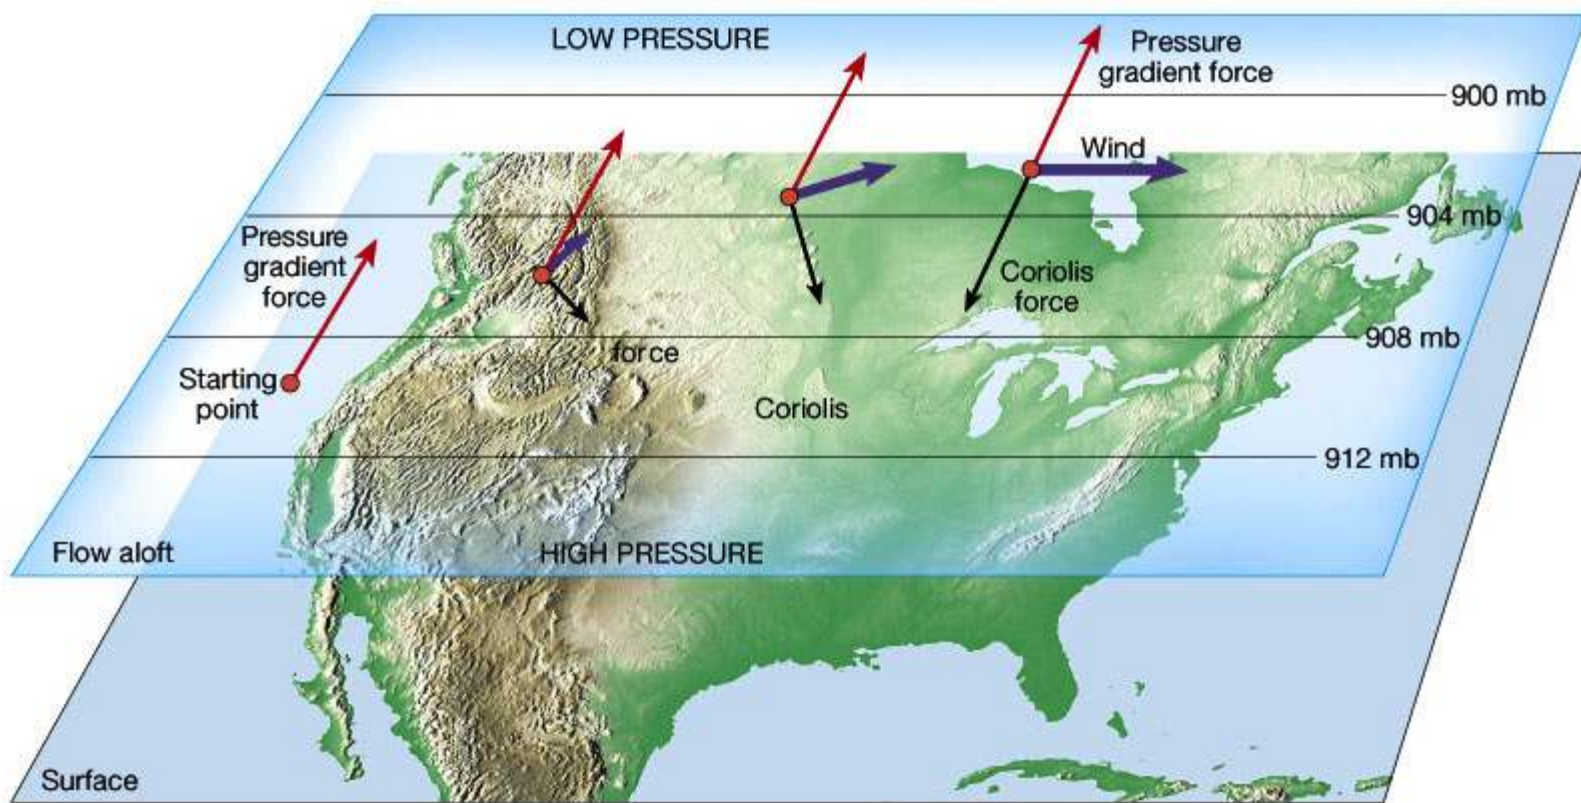 LOW PRESSURE
Pressure
gradient force
900 mb
Wind
904 mb
Pressure
gradient
force
Coriolis
force
908 mb
force
Starting
point
Coriolis
912 mb
Flow aloft
HIGH PRESSURE
Surface